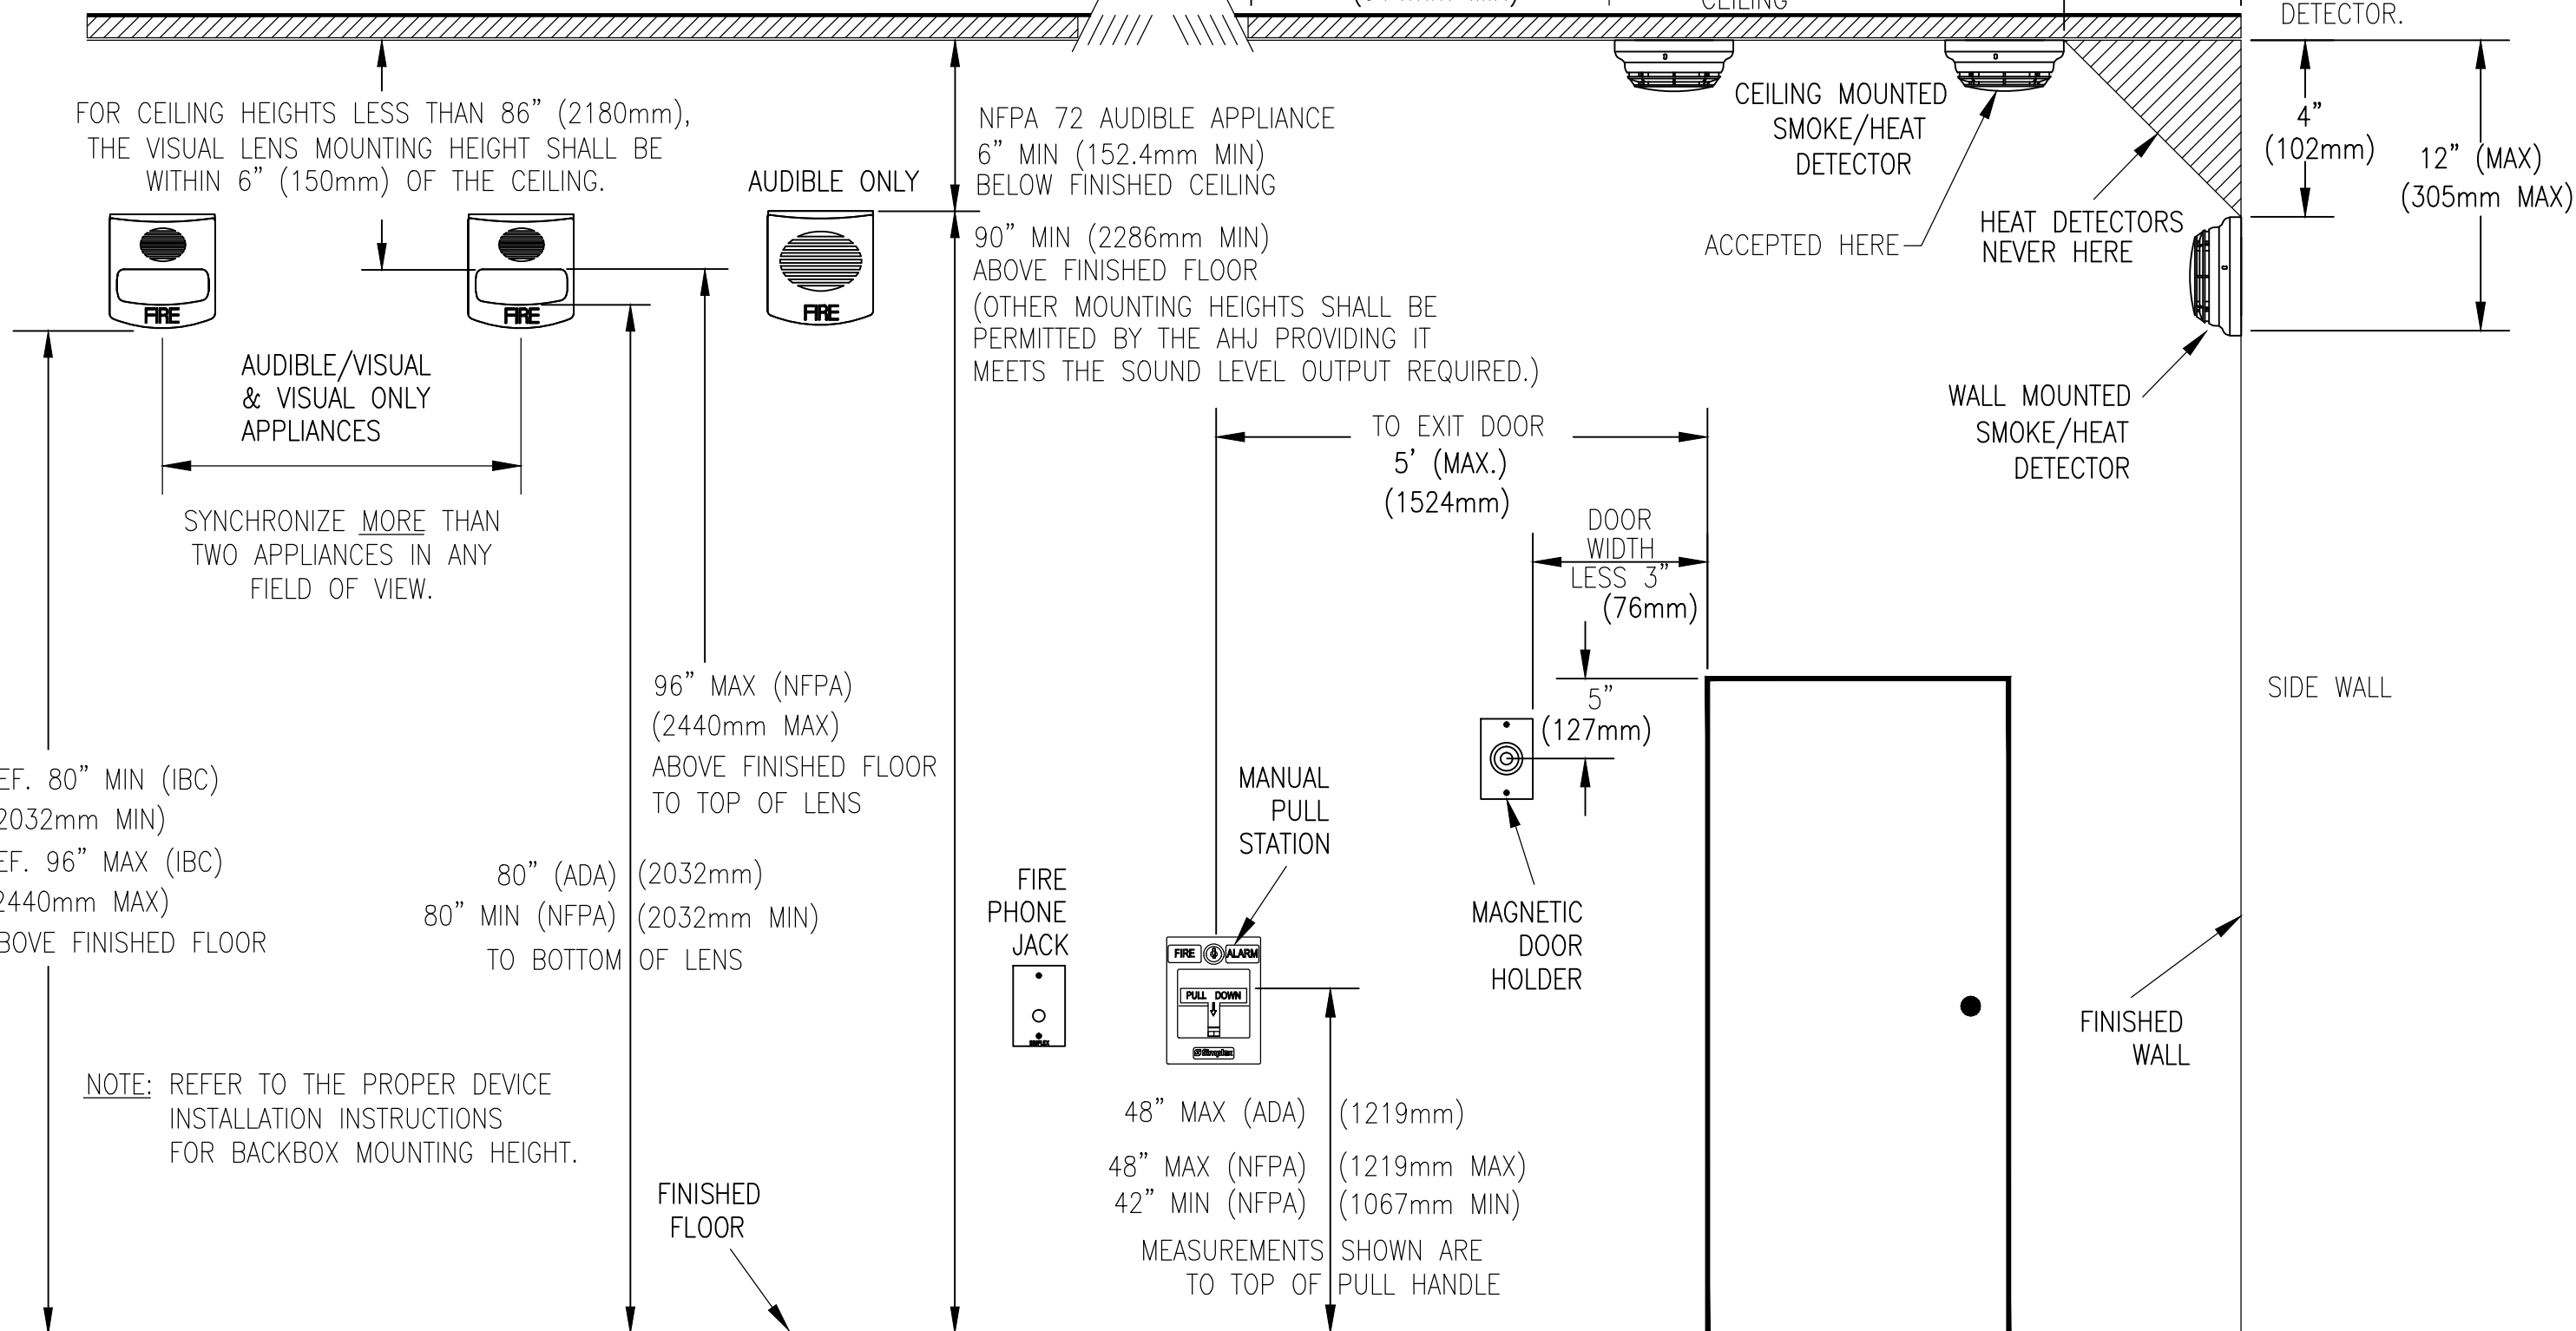 CEILING
DETECTOR.
FOR CEILING HEIGHTS LESS THAN 86” (2180mm),
THE VISUAL LENS MOUNTING HEIGHT SHALL BE
WITHIN 6” (150mm) OF THE CEILING.
AUDIBLE ONLY
NFPA 72 AUDIBLE APPLIANCE
6” MIN (152.4mm MIN)
BELOW FINISHED CEILING
90” MIN (2286mm MIN)
ABOVE FINISHED FLOOR
(OTHER MOUNTING HEIGHTS SHALL BE
PERMITTED BY THE AHJ PROVIDING IT
MEETS THE SOUND LEVEL OUTPUT REQUIRED.)
CEILING MOUNTED
SMOKE/HEAT
DETECTOR
ACCEPTED HERE
HEAT DETECTORS
NEVER HERE
4”
(102mm)
12” (MAX)
(305mm MAX)
FIRE
FIRE
FIRE
AUDIBLE/VISUAL
& VISUAL ONLY
APPLIANCES
SYNCHRONIZE MORE THAN
TWO APPLIANCES IN ANY
FIELD OF VIEW.
WALL MOUNTED
SMOKE/HEAT
DETECTOR
TO EXIT DOOR
5’ (MAX.)
(1524mm)
DOOR
WIDTH
LESS 3”
(76mm)
5”
(127mm)
SIDE WALL
96” MAX (NFPA)
(2440mm MAX)
ABOVE FINISHED FLOOR
TO TOP OF LENS
EF. 80” MIN (IBC)
2032mm MIN)
EF. 96” MAX (IBC)
2440mm MAX)
BOVE FINISHED FLOOR
80” (ADA) (2032mm)
80” MIN (NFPA) (2032mm MIN)
TO BOTTOM OF LENS
MANUAL
PULL
STATION
FIRE
PHONE
JACK
MAGNETIC
DOOR
HOLDER
FIRE ALARM
PULL DOWN
Simplex
SIMPLEX
FINISHED
WALL
NOTE: REFER TO THE PROPER DEVICE
INSTALLATION INSTRUCTIONS
FOR BACKBOX MOUNTING HEIGHT.
FINISHED
FLOOR
48” MAX (ADA) (1219mm)
48” MAX (NFPA) (1219mm MAX)
42” MIN (NFPA) (1067mm MIN)
MEASUREMENTS SHOWN ARE
TO TOP OF PULL HANDLE